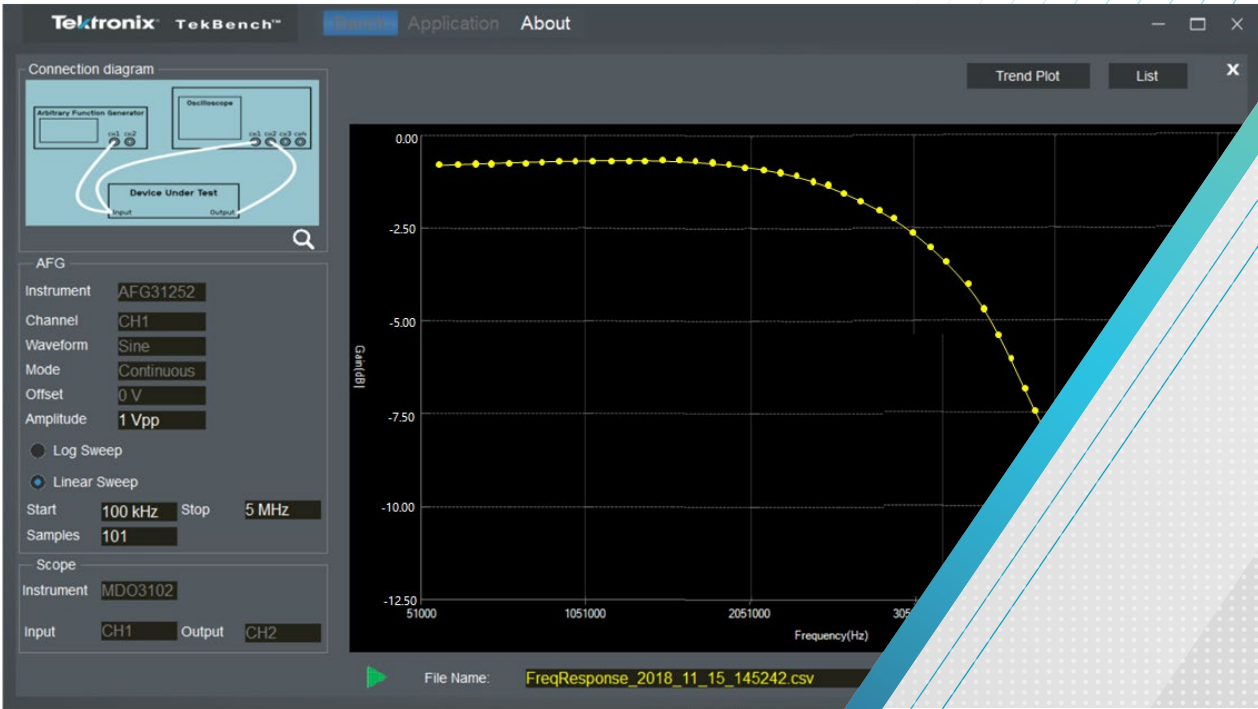 Tektronix TekBench™
Application
About
Connection diagram
Trend Plot
List
X
Arbitrary Function Generator
CH1 CH2
Oscilloscope
CH1 CH2 CH3 CH4
Device Under Test
Input
Output
AFG
Instrument AFG31252
Channel CH1
Waveform Sine
Mode Continuous
Offset 0 V
Amplitude 1 Vpp
Log Sweep
Linear Sweep
Start 100 kHz Stop 5 MHz
Samples 101
Scope
Instrument MDO3102
Input CH1 Output CH2
0.00
-2.50
-5.00
-7.50
-10.00
-12.50
Gain[dB]
51000
1051000
2051000
Frequency(Hz)
File Name: FreqResponse_2018_11_15_145242.csv